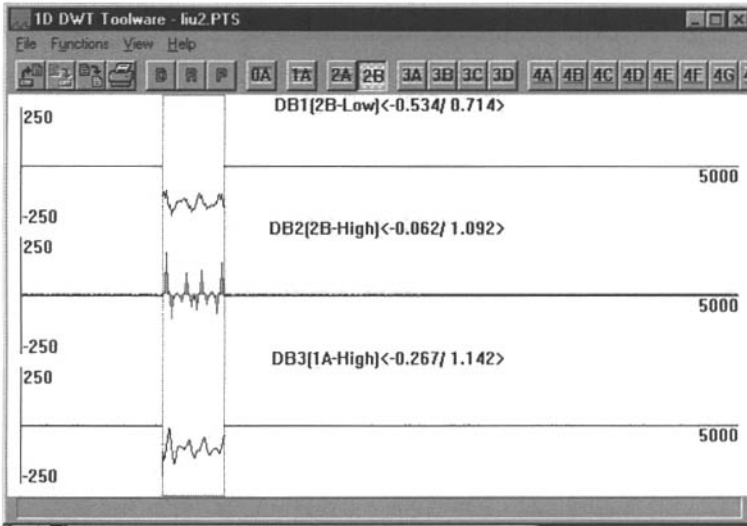 1D DWT Toolware - liu2.PTS
File Functions View Help
D R P 0A 1A 2A 2B 3A 3B 3C 3D 4A 4B 4C 4D 4E 4F 4G
250
DB1(2B-Low)<-0.534/ 0.714>
5000
-250
250
DB2(2B-High)<-0.062/ 1.092>
5000
-250
250
DB3(1A-High)<-0.267/ 1.142>
5000
-250